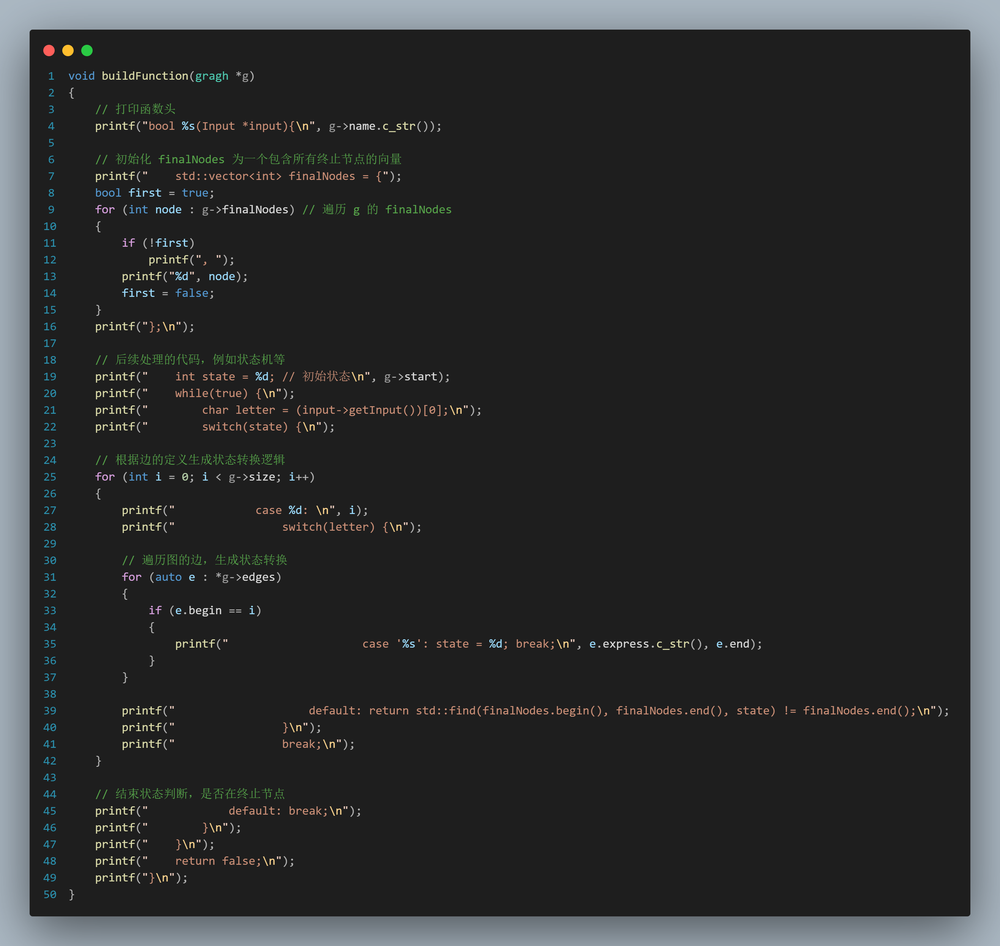 1 void buildFunction(gragh *g)
2 {
3     // 打印函数头
4     printf("bool %s(Input *input){\n", g->name.c_str());
5
6     // 初始化 finalNodes 为一个包含所有终止节点的向量
7     printf("    std::vector<int> finalNodes = {");
8     bool first = true;
9     for (int node : g->finalNodes) // 遍历 g 的 finalNodes
10     {
11         if (!first)
12             printf(", ");
13         printf("%d", node);
14         first = false;
15     }
16     printf("};\n");
17
18     // 后续处理的代码，例如状态机等
19     printf("    int state = %d; // 初始状态\n", g->start);
20     printf("    while(true) {\n");
21     printf("        char letter = (input->getInput())[0];\n");
22     printf("        switch(state) {\n");
23
24     // 根据边的定义生成状态转换逻辑
25     for (int i = 0; i < g->size; i++)
26     {
27         printf("            case %d: \n", i);
28         printf("                switch(letter) {\n");
29
30         // 遍历图的边，生成状态转换
31         for (auto e : *g->edges)
32         {
33             if (e.begin == i)
34             {
35                 printf("                    case '%s': state = %d; break;\n", e.express.c_str(), e.end);
36             }
37         }
38
39         printf("                    default: return std::find(finalNodes.begin(), finalNodes.end(), state) != finalNodes.end();\n");
40         printf("                }\n");
41         printf("                break;\n");
42     }
43
44     // 结束状态判断，是否在终止节点
45     printf("            default: break;\n");
46     printf("        }\n");
47     printf("    }\n");
48     printf("    return false;\n");
49     printf("}\n");
50 }